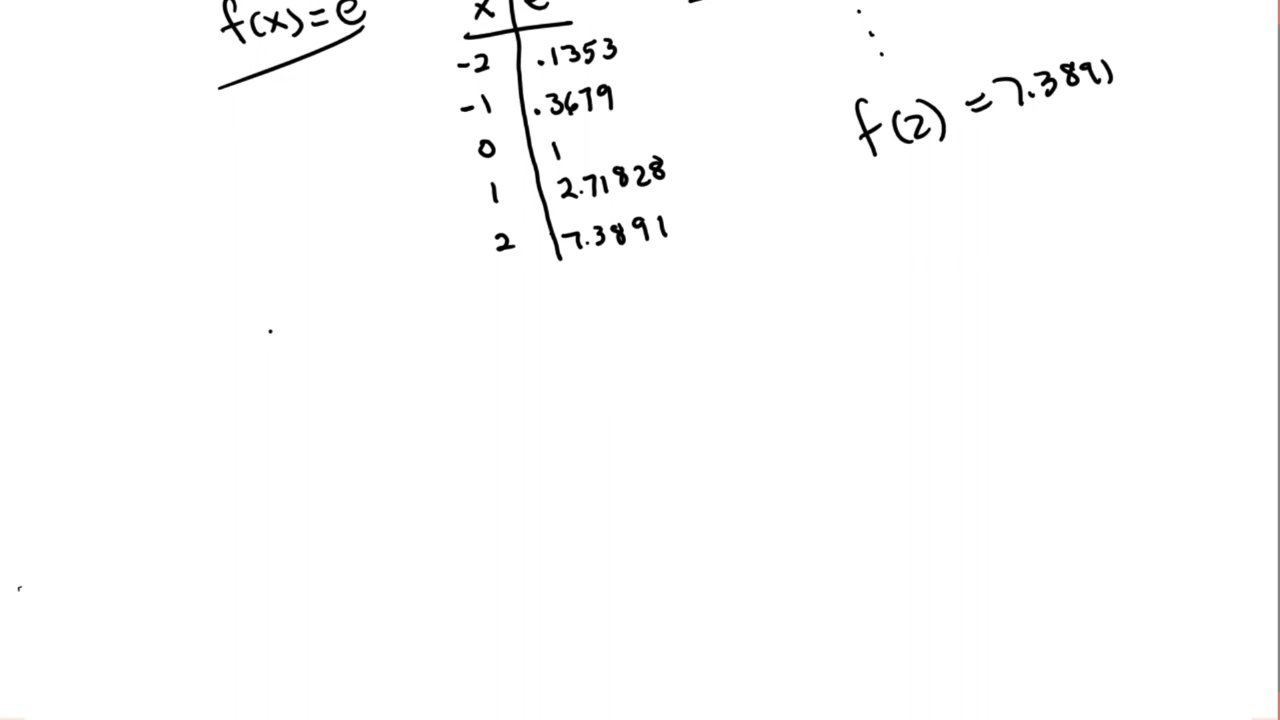 f(x)=e
x e
-2 .1353
-1 .3679
0 1
1 2.71828
2 7.3891
f(2) = 7.3891